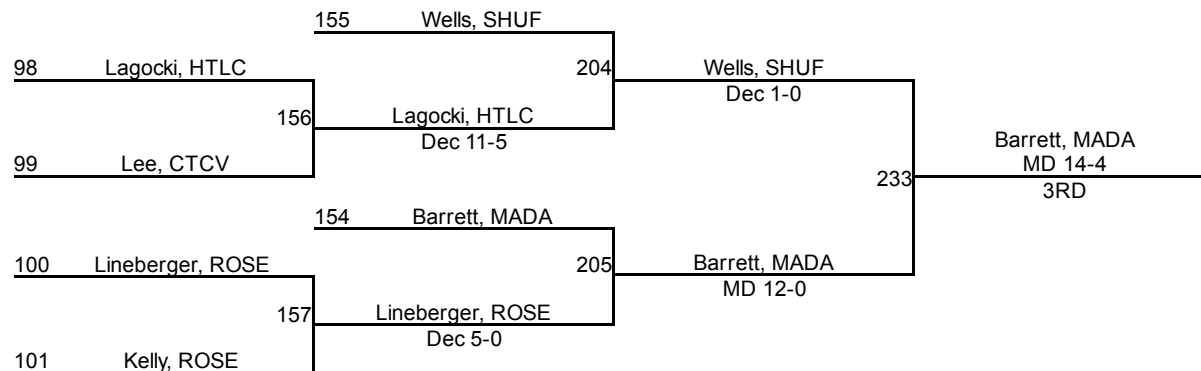 155 Wells, SHUF
98 Lagocki, HTLC
204 Wells, SHUF
Dec 1-0
156 Lagocki, HTLC
Dec 11-5
99 Lee, CTCV
Barrett, MADA
233 MD 14-4
3RD
154 Barrett, MADA
100 Lineberger, ROSE
205 Barrett, MADA
MD 12-0
157 Lineberger, ROSE
Dec 5-0
101 Kelly, ROSE